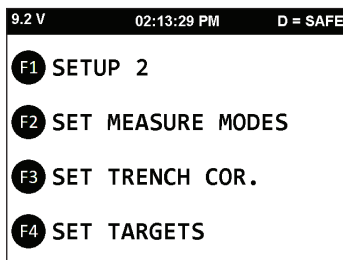 9.2 V 02:13:29 PM D = SAFE
F1 SETUP 2
F2 SET MEASURE MODES
F3 SET TRENCH COR.
F4 SET TARGETS